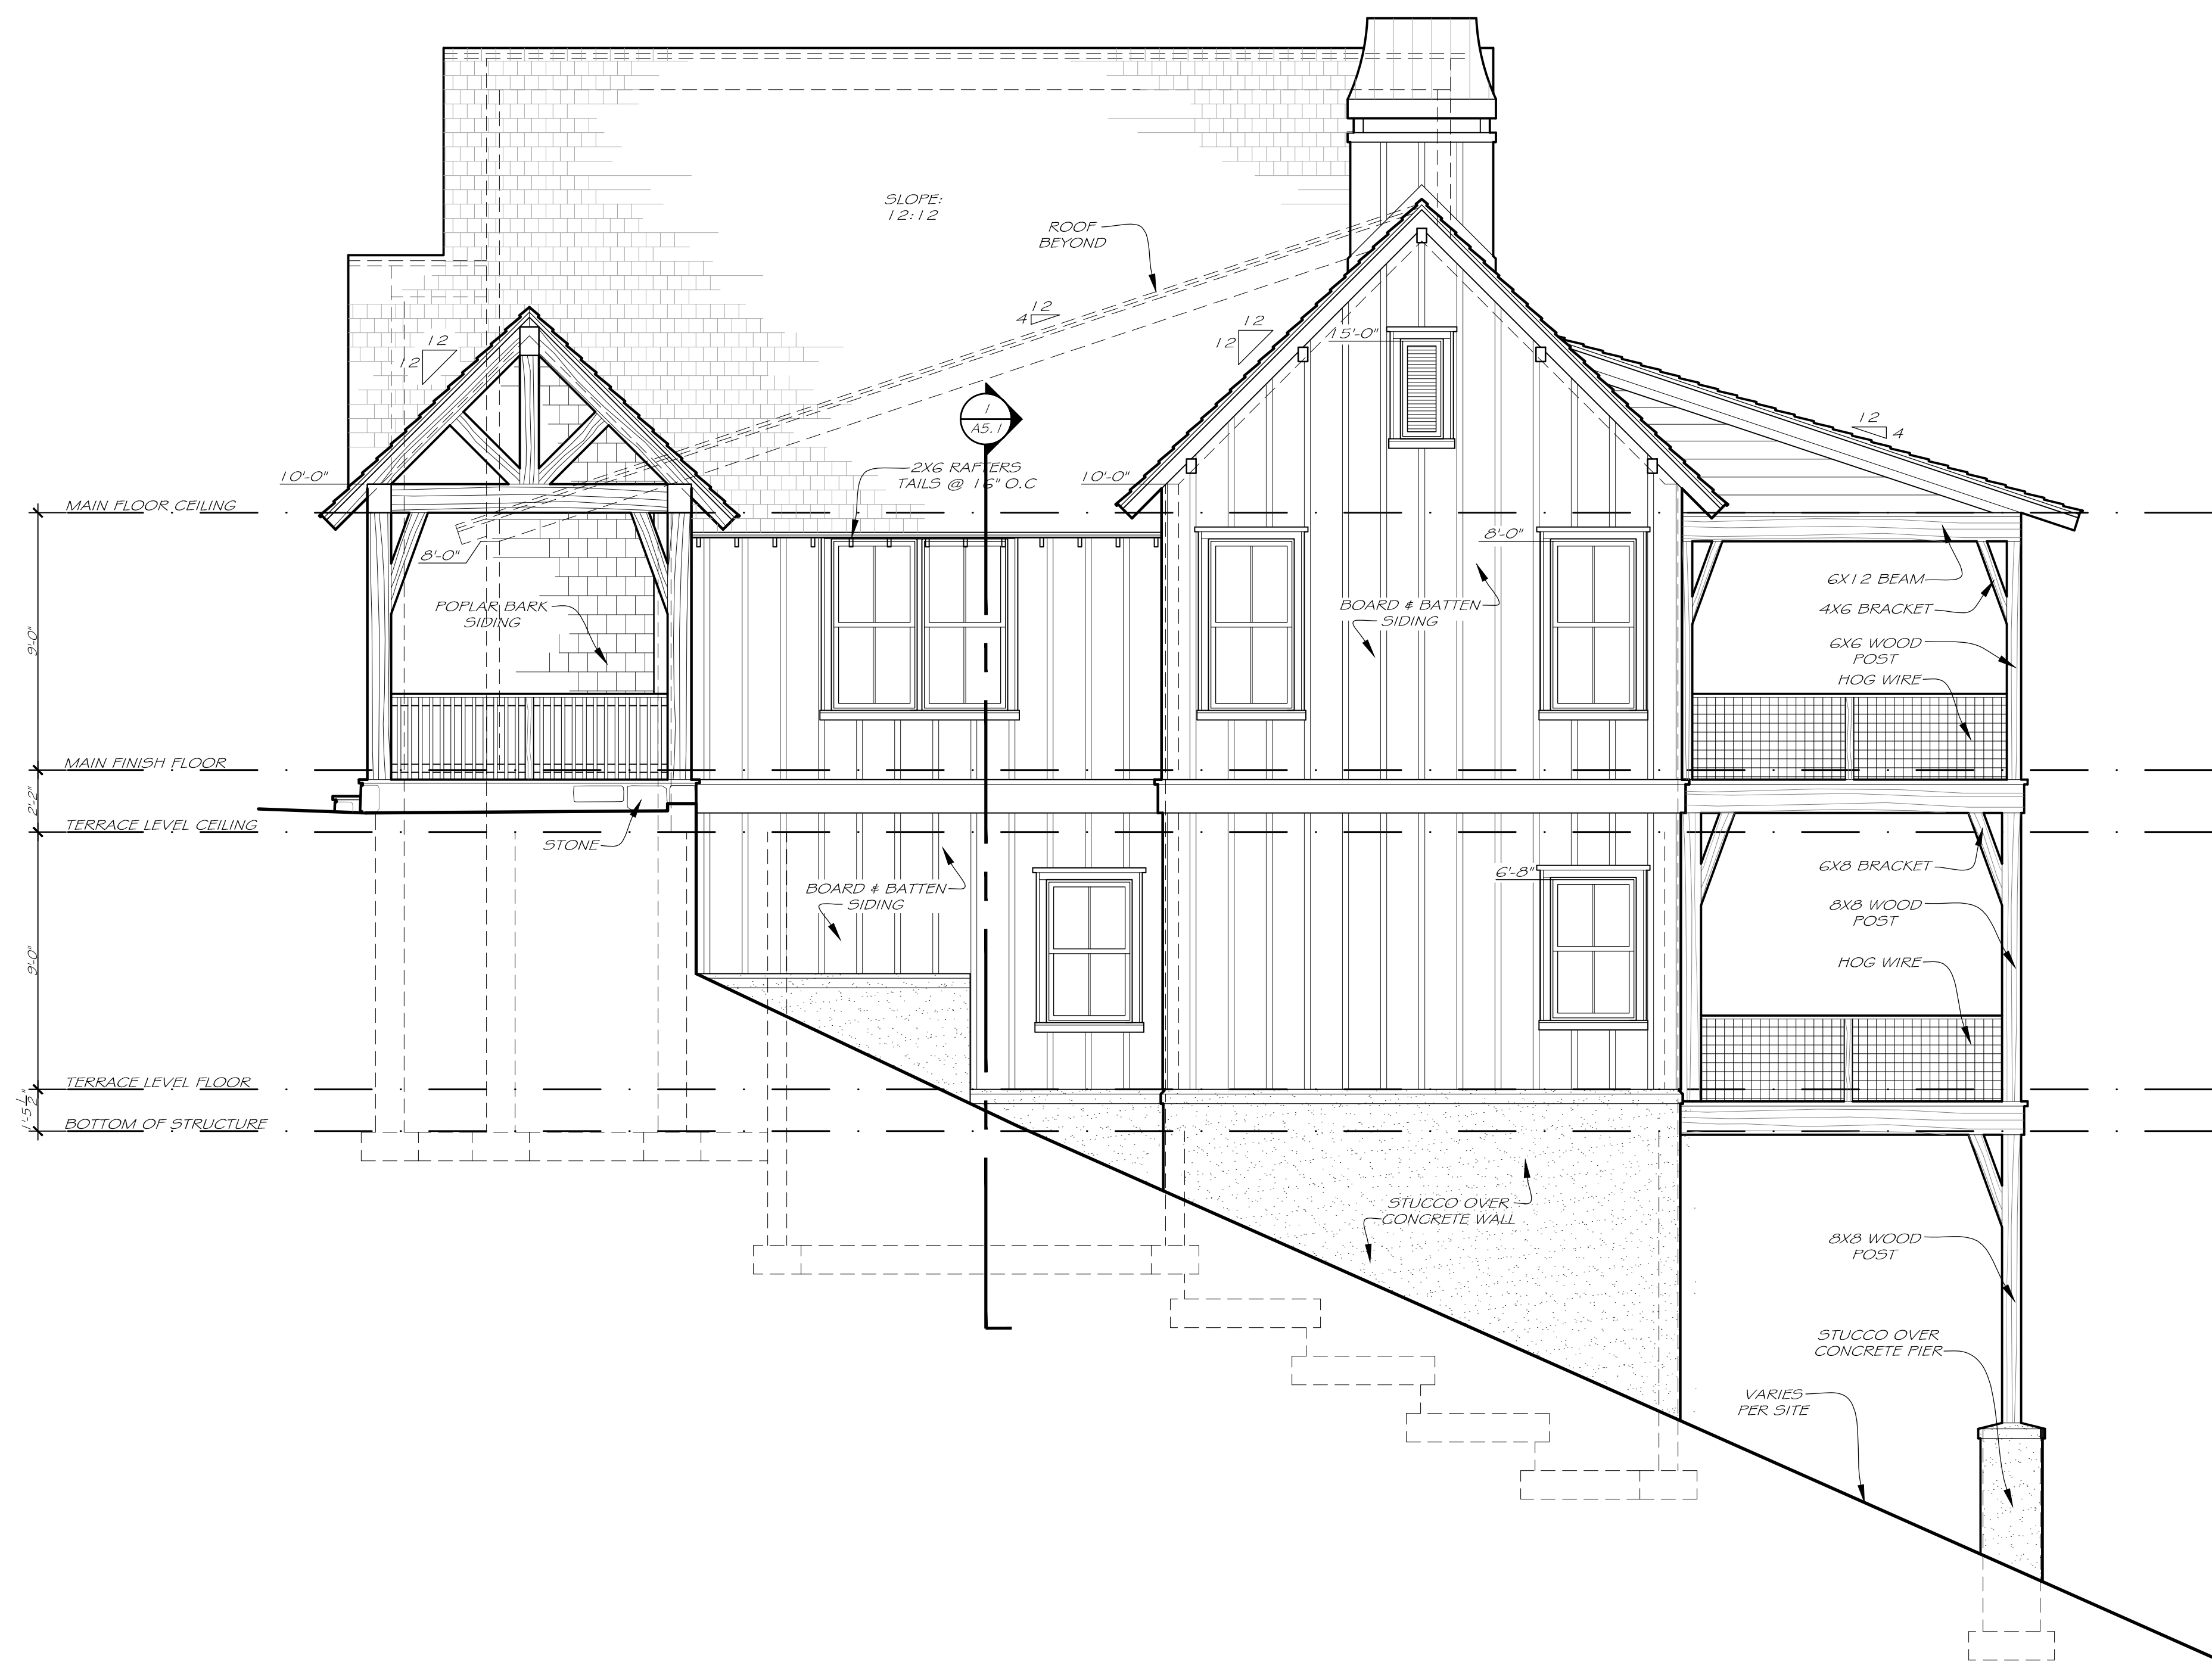 SLOPE:
12:12
ROOF
BEYOND
12
4
12
12
12
12
15'-0"
12
4
1
A5.1
2X6 RAFTERS
TAILS @ 16" O.C
10'-0"
10'-0"
MAIN FLOOR CEILING
8'-0"
8'-0"
6X12 BEAM
4X6 BRACKET
POPLAR BARK
SIDING
BOARD & BATTEN
SIDING
6X6 WOOD
POST
HOG WIRE
9'-0"
MAIN FINISH FLOOR
2'-2"
TERRACE LEVEL CEILING
STONE
6'-8"
6X8 BRACKET
BOARD & BATTEN
SIDING
8X8 WOOD
POST
HOG WIRE
9'-0"
TERRACE LEVEL FLOOR
1'-5 1/2"
BOTTOM OF STRUCTURE
STUCCO OVER
CONCRETE WALL
8X8 WOOD
POST
STUCCO OVER
CONCRETE PIER
VARIES
PER SITE